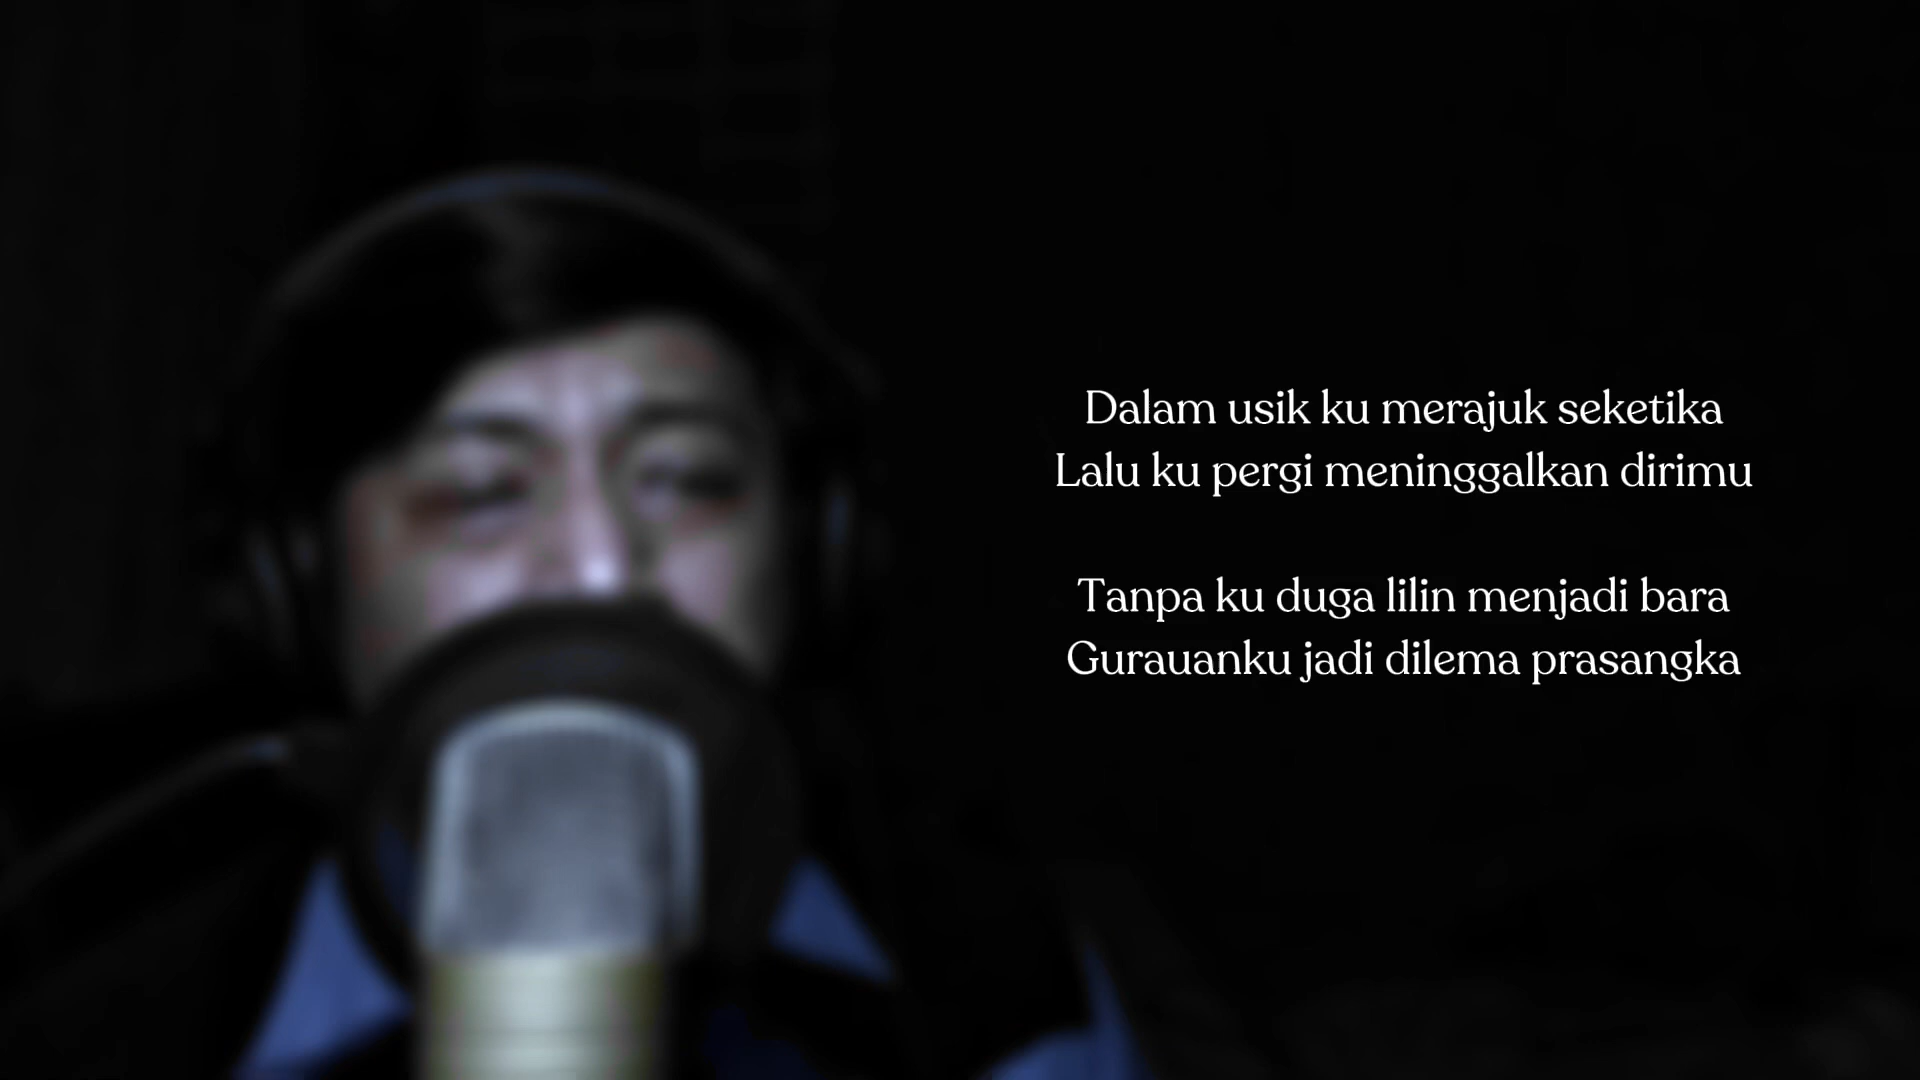 Dalam usik ku merajuk seketika
Lalu ku pergi meninggalkan dirimu
Tanpa ku duga lilin menjadi bara
Gurauanku jadi dilema prasangka